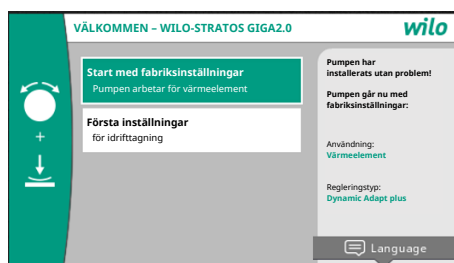 VÄLKOMMEN – WILO-STRATOS GIGA2.0
wilo
Start med fabriksinställningar
Pumpen arbetar för värmeelement
Första inställningar
för idrifttagning
+
Pumpen har
installerats utan problem!
Pumpen går nu med
fabriksinställningar:
Användning:
Värmeelement
Regleringstyp:
Dynamic Adapt plus
Language